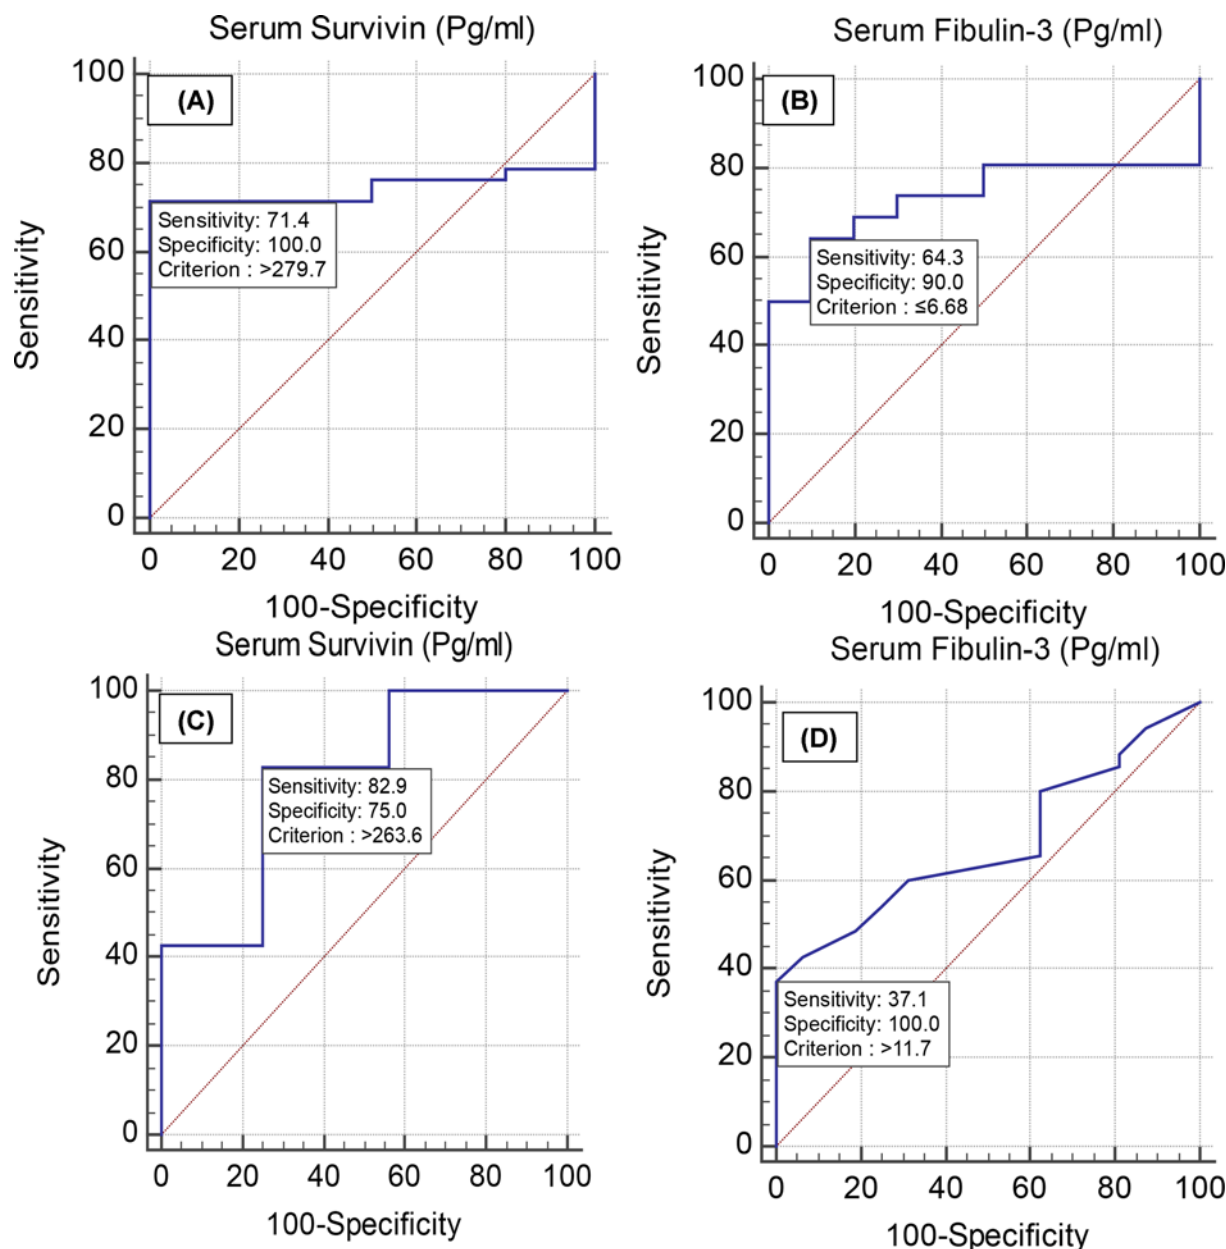 Serum Survivin (Pg/ml)
(A)
100
80
60
40
20
0
Sensitivity
Sensitivity: 71.4
Specificity: 100.0
Criterion : >279.7
0 20 40 60 80 100
100-Specificity
Serum Fibulin-3 (Pg/ml)
(B)
100
80
60
40
20
0
Sensitivity
Sensitivity: 64.3
Specificity: 90.0
Criterion : ≤6.68
0 20 40 60 80 100
100-Specificity
Serum Survivin (Pg/ml)
(C)
100
80
60
40
20
0
Sensitivity
Sensitivity: 82.9
Specificity: 75.0
Criterion : >263.6
0 20 40 60 80 100
100-Specificity
Serum Fibulin-3 (Pg/ml)
(D)
100
80
60
40
20
0
Sensitivity
Sensitivity: 37.1
Specificity: 100.0
Criterion : >11.7
0 20 40 60 80 100
100-Specificity